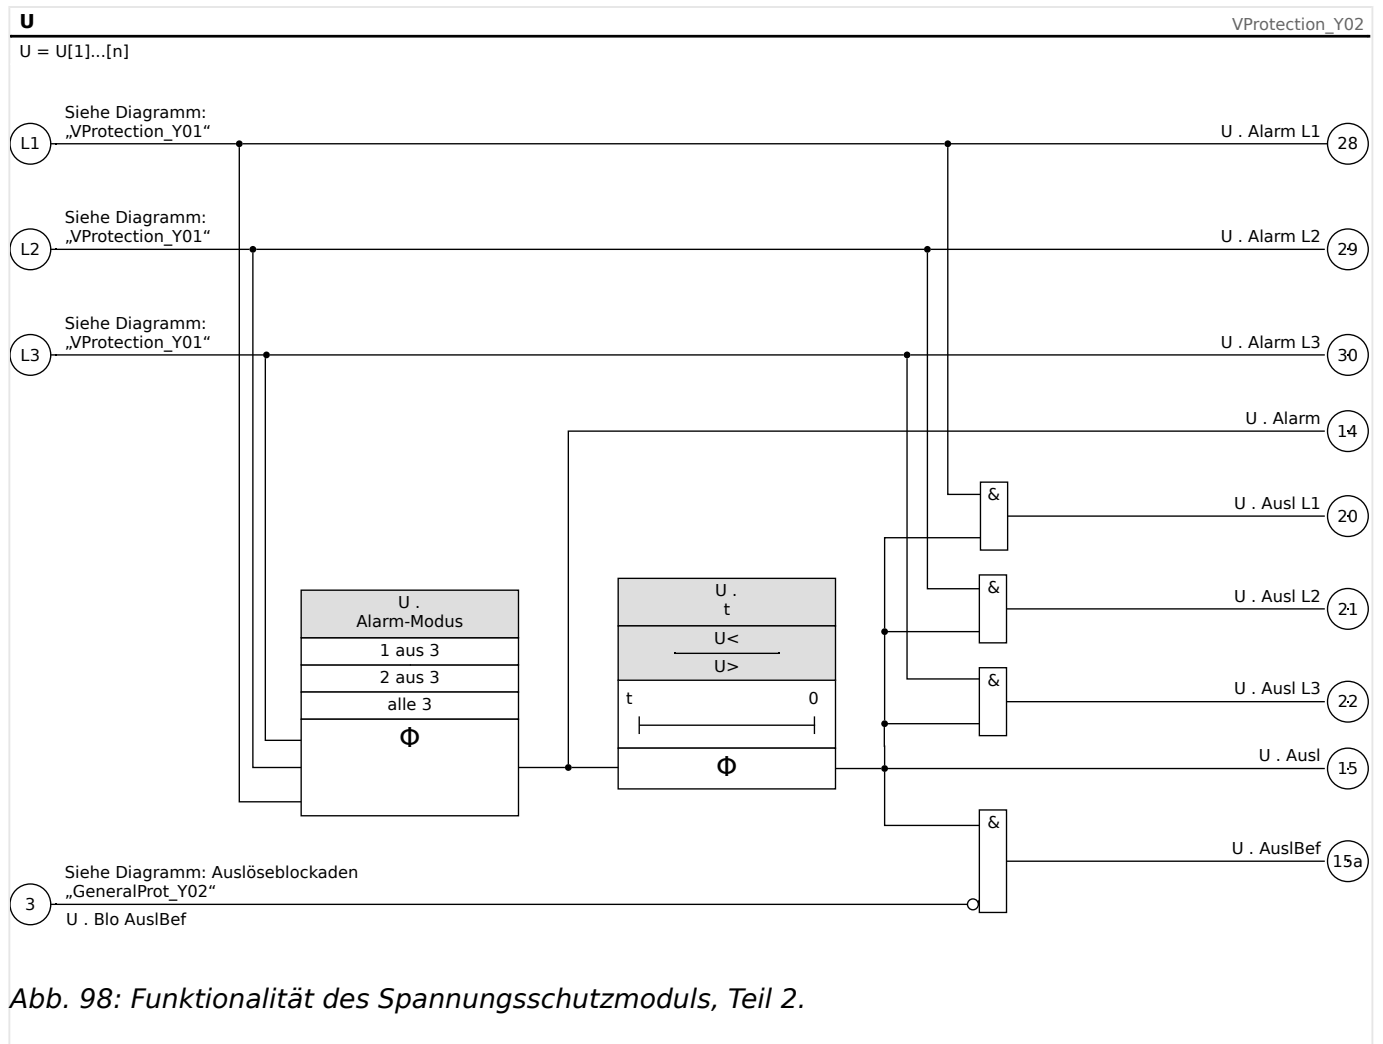 U
VProtection_Y02
U = U[1]...[n]
Siehe Diagramm:
„VProtection_Y01“
L1
U . Alarm L1
28
Siehe Diagramm:
„VProtection_Y01“
L2
U . Alarm L2
29
Siehe Diagramm:
„VProtection_Y01“
L3
U . Alarm L3
30
U . Alarm
14
&
U . Ausl L1
20
&
U . Ausl L2
21
&
U . Ausl L3
22
U .
Alarm-Modus
1 aus 3
2 aus 3
alle 3
Φ
U .
t
U<
U>
t 0
Φ
U . Ausl
15
&
U . AuslBef
15a
Siehe Diagramm: Auslöseblockaden
„GeneralProt_Y02“
3
U . Blo AuslBef
Abb. 98: Funktionalität des Spannungsschutzmoduls, Teil 2.